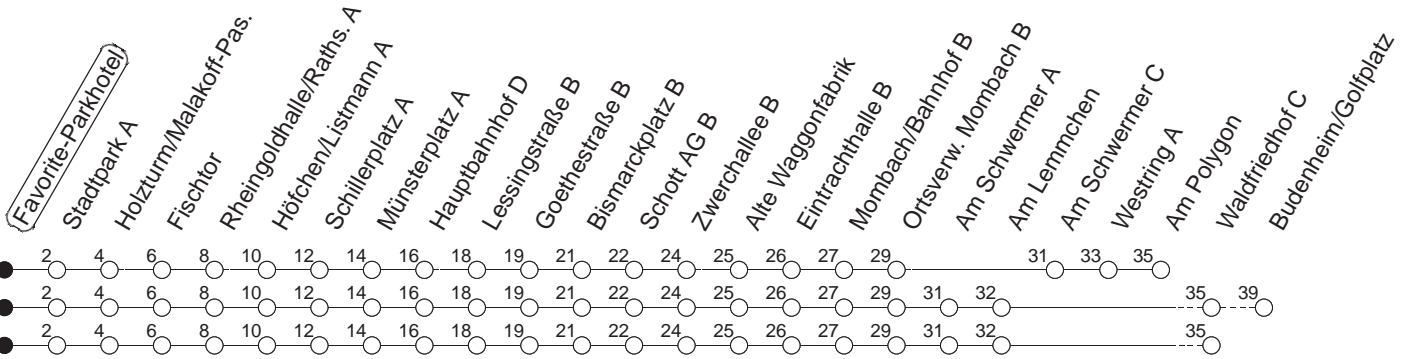 Favorite-Parkhotel
Stadtpark A
Holzturm/Malakoff-Pas.
Fischtor
Rheingoldhalle/Raths. A
Höfchen/Listmann A
Schillerplatz A
Münsterplatz A
Hauptbahnhof D
Lessingstraße B
Goethestraße B
Bismarckplatz B
Schott AG B
Zwerchallee B
Alte Waggonfabrik
Eintrachthalle B
Mombach/Bahnhof B
Ortsverw. Mombach B
Am Schwermer A
Am Lemmchen
Am Schwermer C
Westring A
Am Polygon
Waldfriedhof C
Budenheim/Golfplatz
2 4 6 8 10 12 14 16 18 19 21 22 24 25 26 27 29 31 33 35
2 4 6 8 10 12 14 16 18 19 21 22 24 25 26 27 29 31 32 35 39
2 4 6 8 10 12 14 16 18 19 21 22 24 25 26 27 29 31 32 35